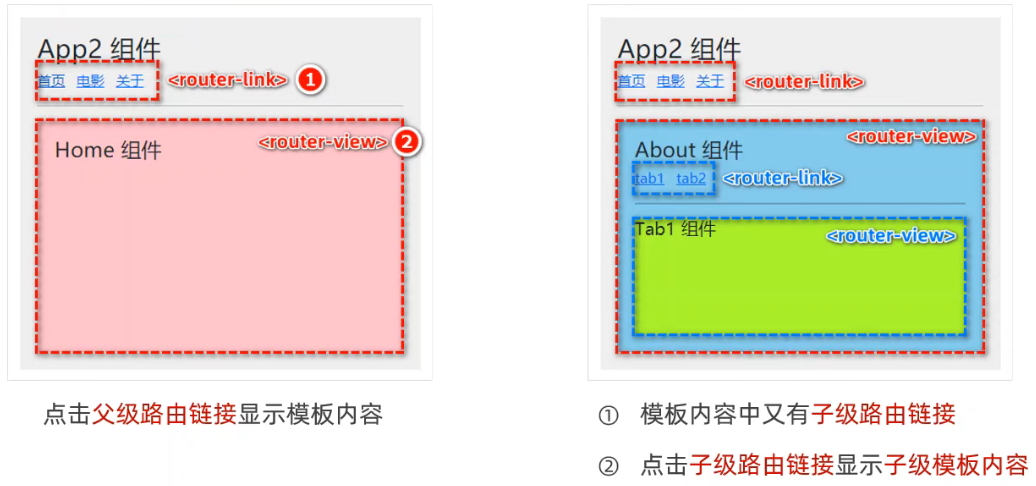 App2 组件
首页 电影 关于 <router-link> 1
<router-view> 2
Home 组件
点击父级路由链接显示模板内容
App2 组件
首页 电影 关于 <router-link>
<router-view>
About 组件
tab1 tab2 <router-link>
Tab1 组件 <router-view>
① 模板内容中又有子级路由链接
② 点击子级路由链接显示子级模板内容